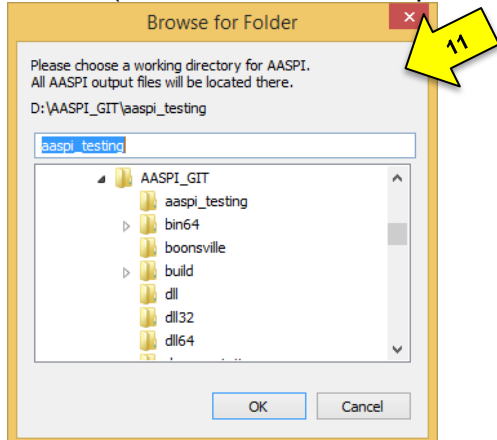 Browse for Folder
11
Please choose a working directory for AASPI.
All AASPI output files will be located there.
D:\AASPI_GIT\aaspi_testing
aaspi_testing
AASPI_GIT
aaspi_testing
bin64
boonsville
build
dll
dll32
dll64
OK Cancel